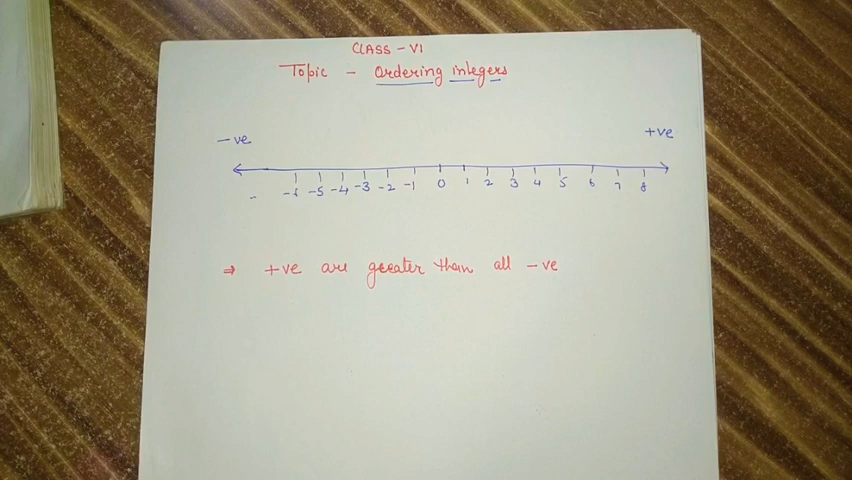 CLASS - VI
Topic - Ordering integers
-ve +ve
-6 -5 -4 -3 -2 -1 0 1 2 3 4 5 6 7 8
⇒ +ve are greater than all -ve